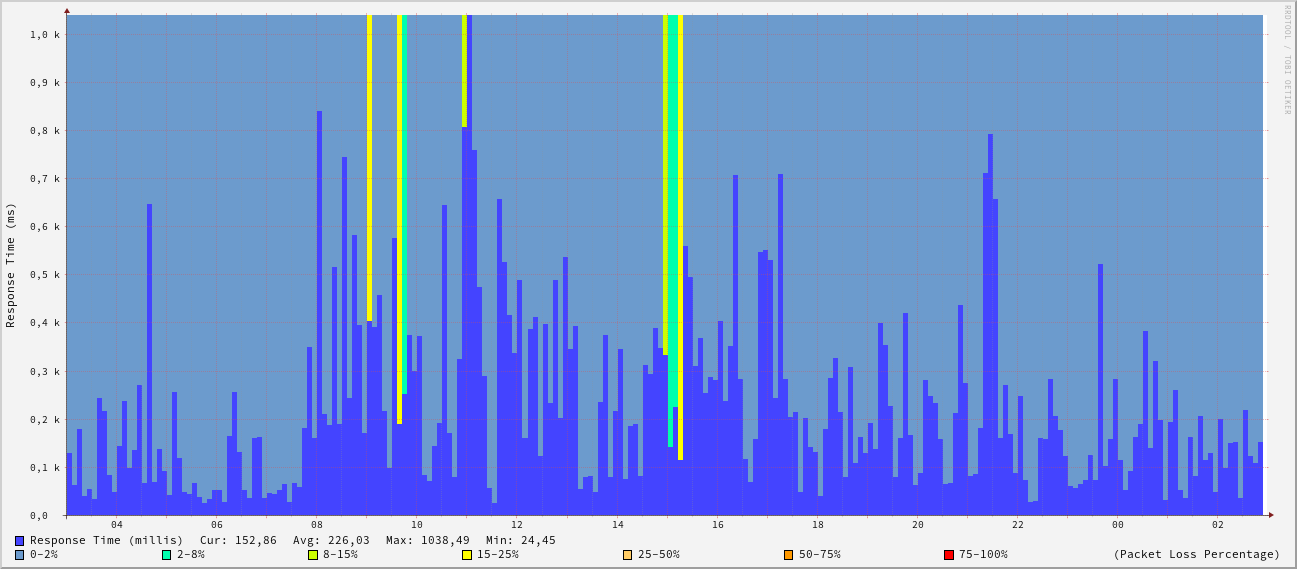 RRDTOOL / TOBI OETIKER
Response Time (ms)
1,0 k
0,9 k
0,8 k
0,7 k
0,6 k
0,5 k
0,4 k
0,3 k
0,2 k
0,1 k
0,0
04 06 08 10 12 14 16 18 20 22 00 02
Response Time (millis) Cur: 152,86 Avg: 226,03 Max: 1038,49 Min: 24,45
0-2% 2-8% 8-15% 15-25% 25-50% 50-75% 75-100% (Packet Loss Percentage)